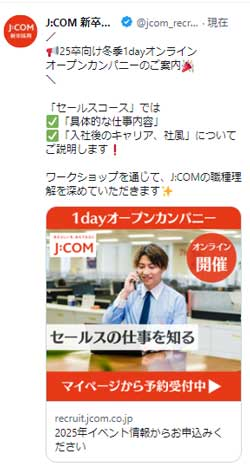 J:COM 新卒... @jcom_recr... ・現在
／
📢25卒向け冬季1dayオンライン
オープンカンパニーのご案内🎉
＼
「セールスコース」では
✅「具体的な仕事内容」
✅「入社後のキャリア、社風」について
ご説明します❗
ワークショップを通じて、J:COMの職種理
解を深めていただきます✨
1dayオープンカンパニー
J:COM
オンライン
開催
セールスの仕事を知る
マイページから予約受付中▶
recruit.jcom.co.jp
2025年イベント情報からお申込みく
ださい